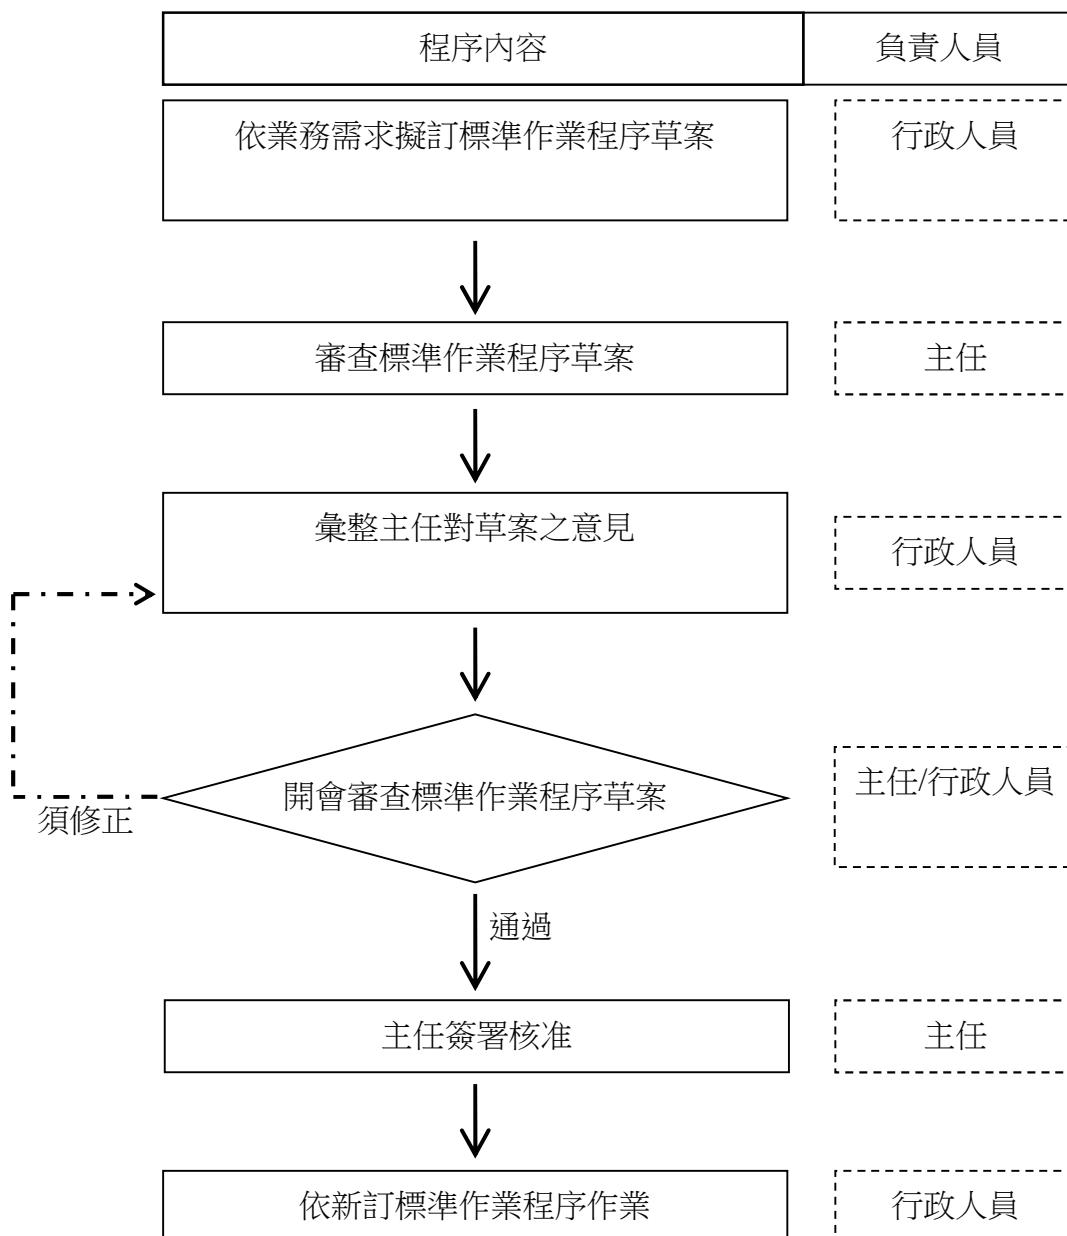 程序內容
負責人員
依業務需求擬訂標準作業程序草案
行政人員
審查標準作業程序草案
主任
彙整主任對草案之意見
行政人員
開會審查標準作業程序草案
主任/行政人員
須修正
通過
主任簽署核准
主任
依新訂標準作業程序作業
行政人員